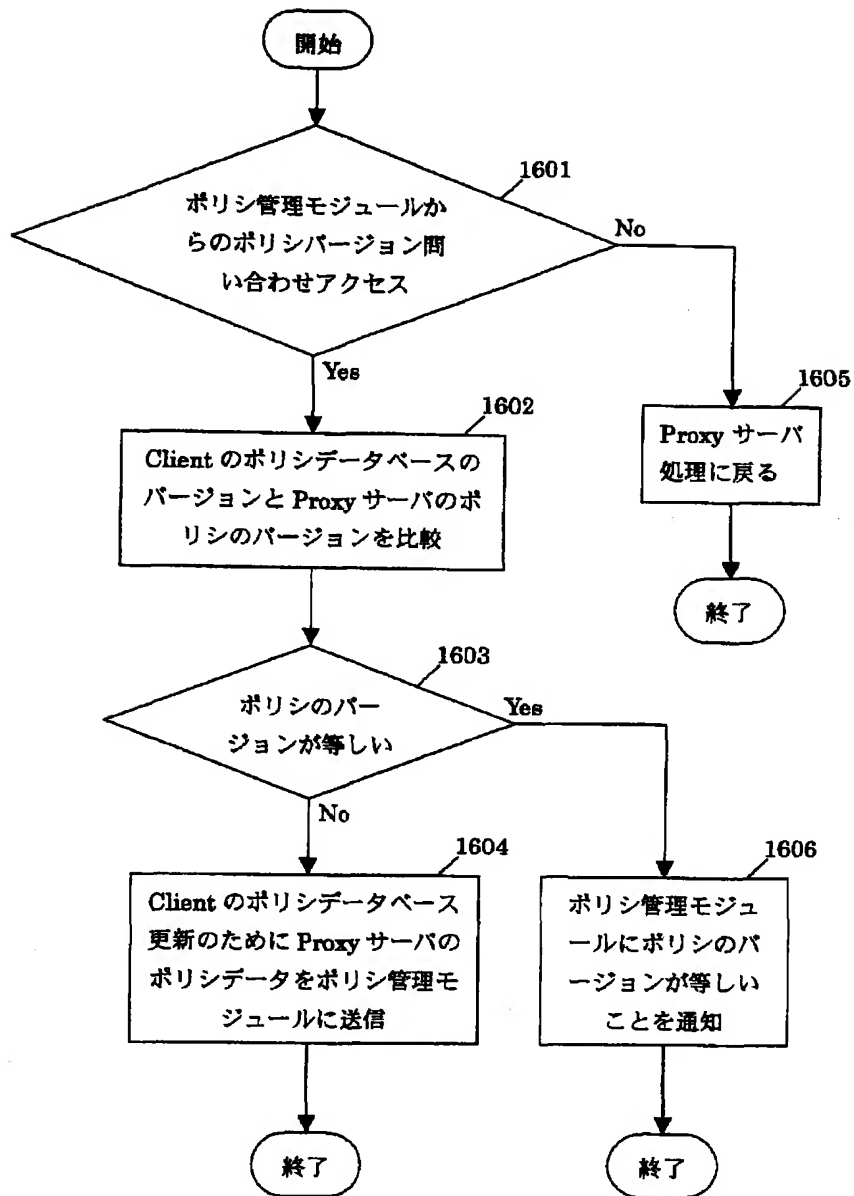 開始
1601
ポリシ管理モジュールか
らのポリシバージョン問
い合わせアクセス
No
Yes
1602
Client のポリシデータベースの
バージョンと Proxy サーバのポ
リシのバージョンを比較
1605
Proxy サーバ
処理に戻る
終了
1603
ポリシのバー
ジョンが等しい
Yes
No
1604
Client のポリシデータベース
更新のために Proxy サーバの
ポリシデータをポリシ管理モ
ジュールに送信
1606
ポリシ管理モジュ
ールにポリシのバ
ージョンが等しい
ことを通知
終了
終了